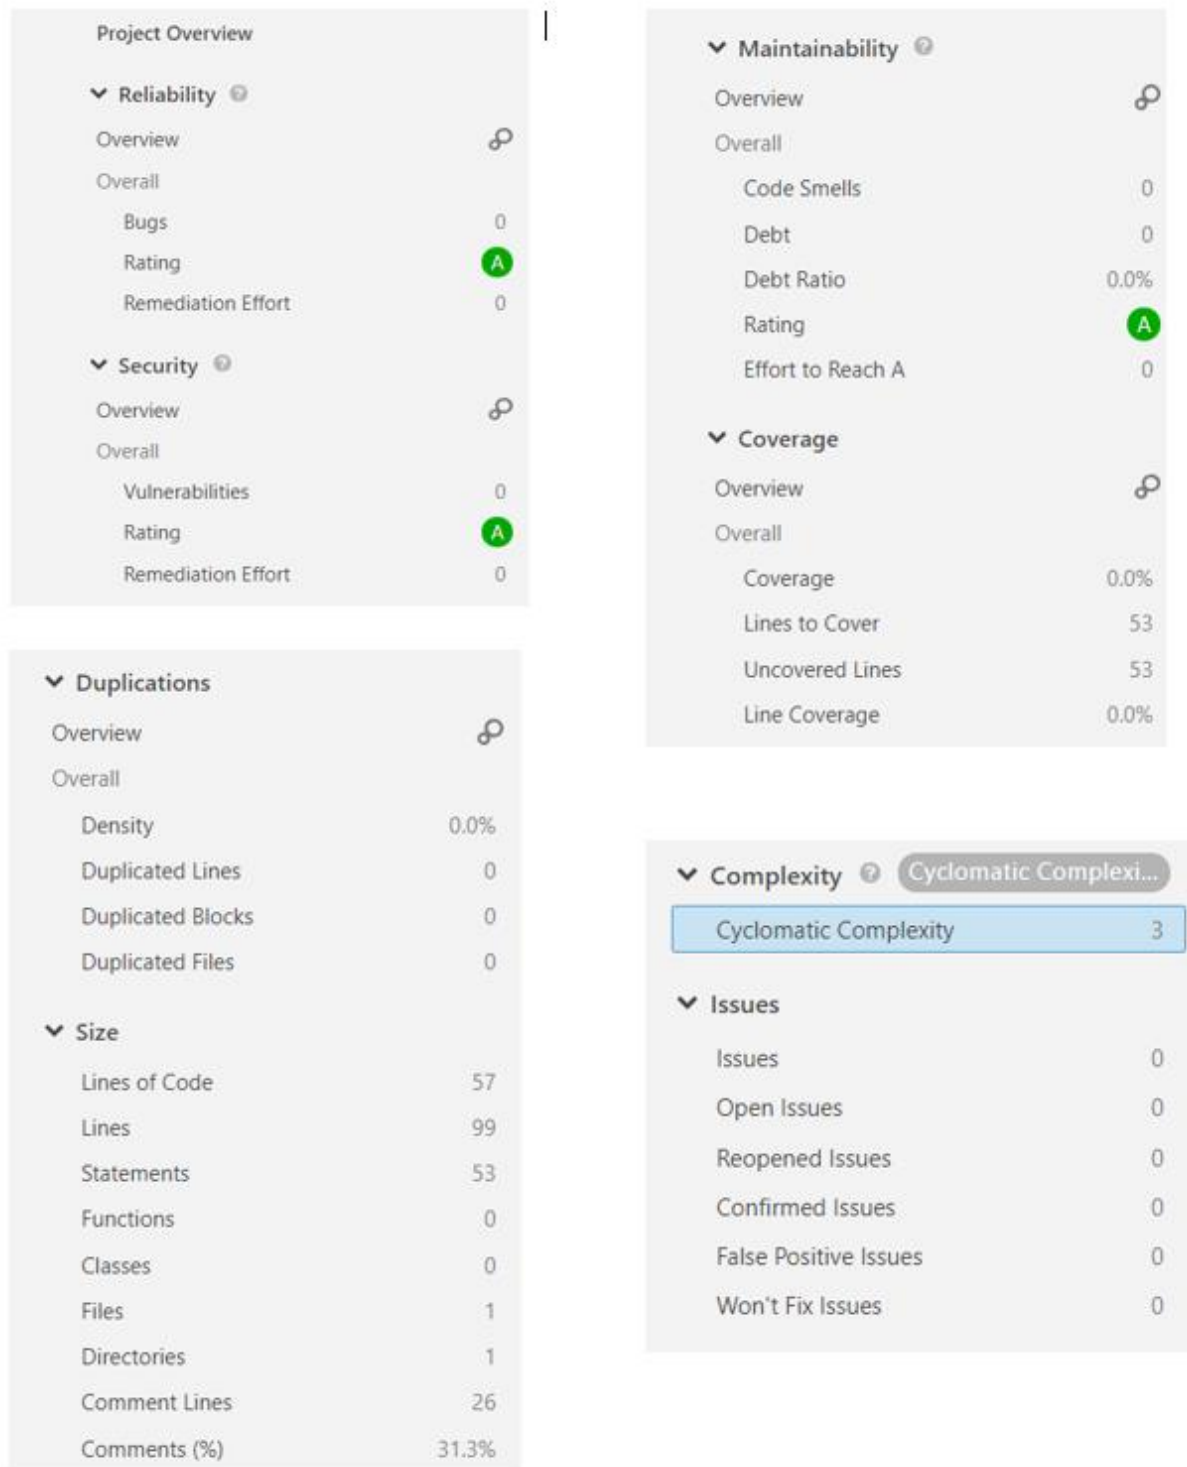 Project Overview
Reliability
Overview
Overall
Bugs 0
Rating A
Remediation Effort 0
Security
Overview
Overall
Vulnerabilities 0
Rating A
Remediation Effort 0
Maintainability
Overview
Overall
Code Smells 0
Debt 0
Debt Ratio 0.0%
Rating A
Effort to Reach A 0
Coverage
Overview
Overall
Coverage 0.0%
Lines to Cover 53
Uncovered Lines 53
Line Coverage 0.0%
Duplications
Overview
Overall
Density 0.0%
Duplicated Lines 0
Duplicated Blocks 0
Duplicated Files 0
Size
Lines of Code 57
Lines 99
Statements 53
Functions 0
Classes 0
Files 1
Directories 1
Comment Lines 26
Comments (%) 31.3%
Complexity Cyclomatic Complexi...
Cyclomatic Complexity 3
Issues
Issues 0
Open Issues 0
Reopened Issues 0
Confirmed Issues 0
False Positive Issues 0
Won't Fix Issues 0